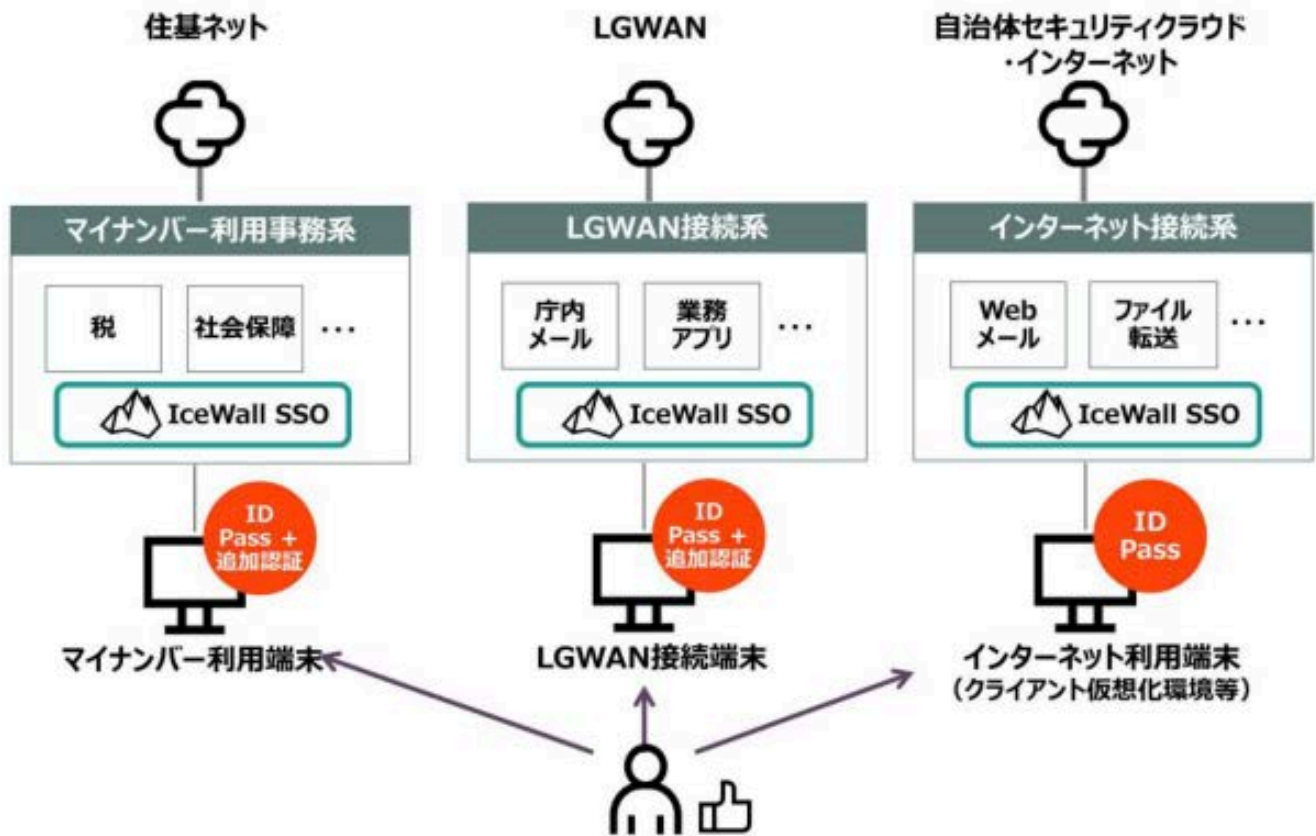 住基ネット
LGWAN
自治体セキュリティクラウド
・インターネット
マイナンバー利用事務系
LGWAN接続系
インターネット接続系
税
社会保障
…
庁内
メール
業務
アプリ
…
Web
メール
ファイル
転送
…
IceWall SSO
IceWall SSO
IceWall SSO
ID
Pass +
追加認証
ID
Pass +
追加認証
ID
Pass
マイナンバー利用端末
LGWAN接続端末
インターネット利用端末
（クライアント仮想化環境等）